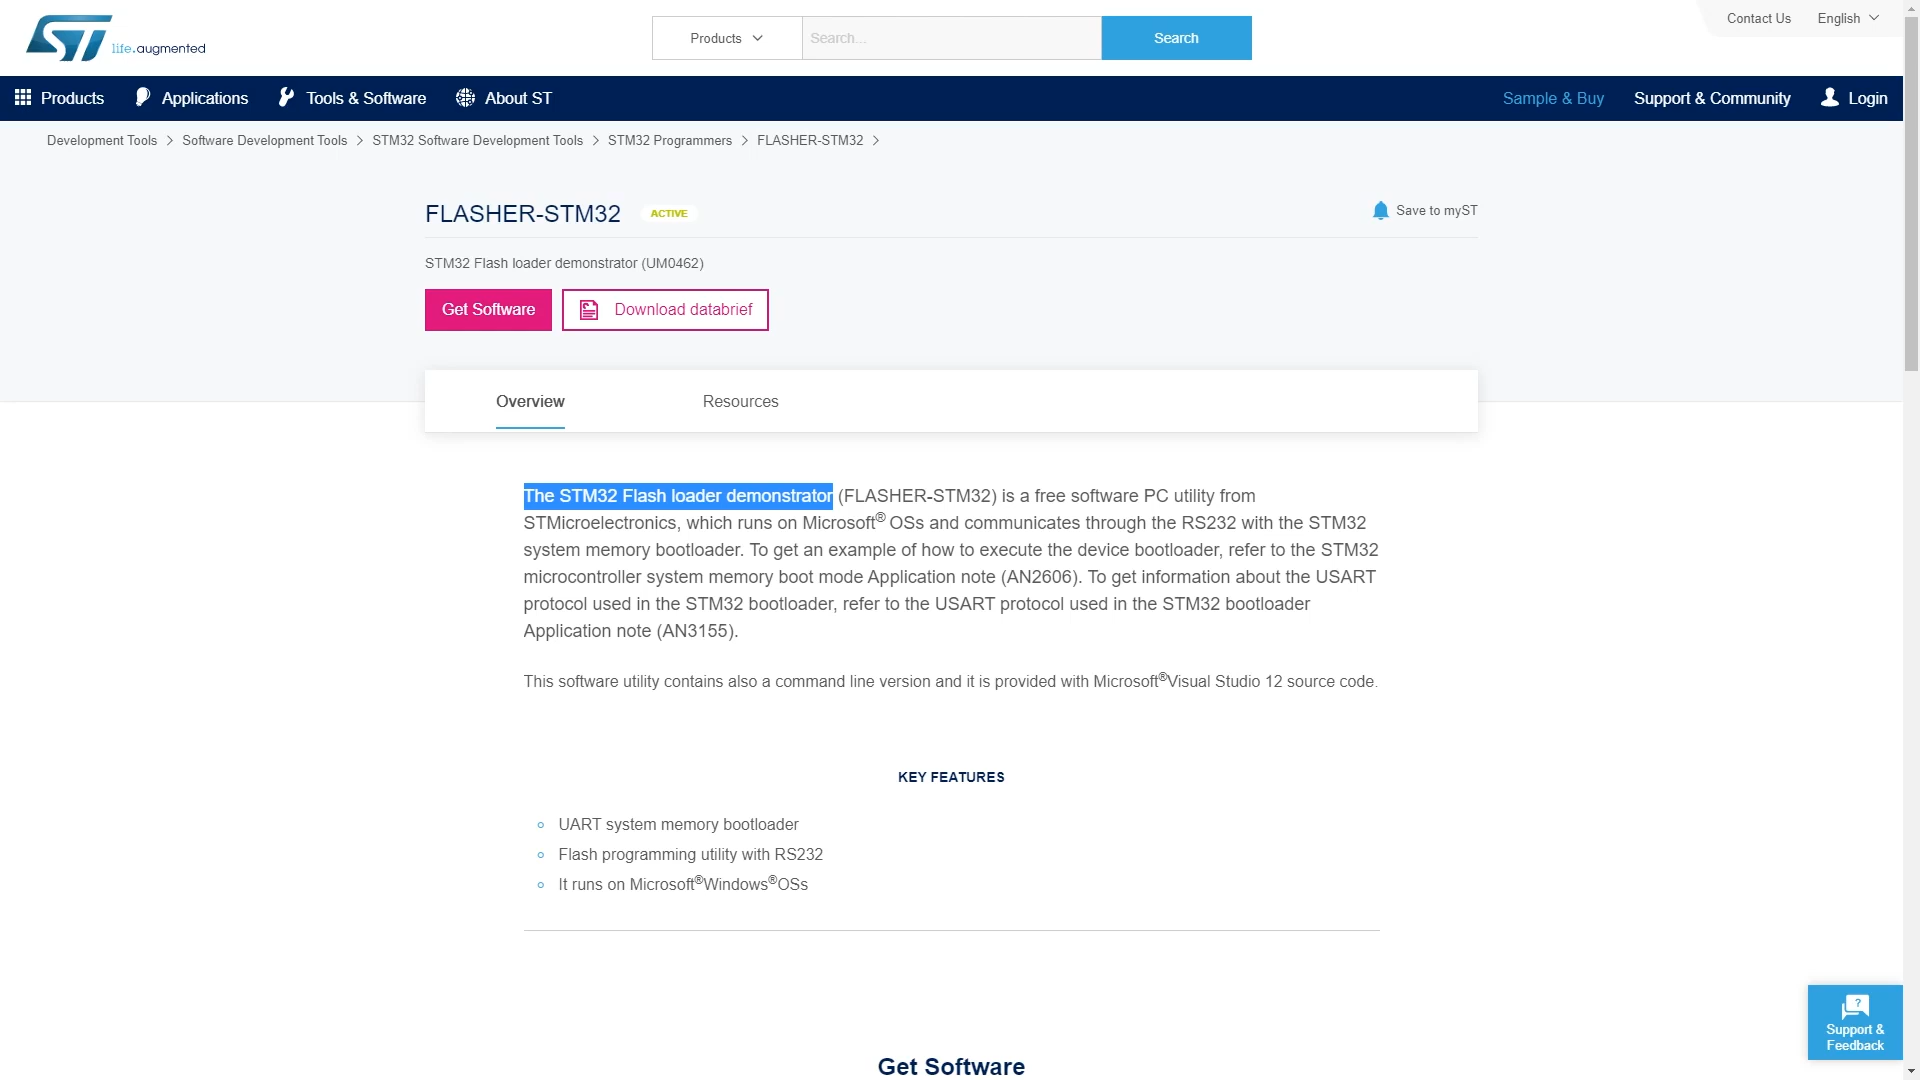 ST life.augmented
Products
Search...
Search
Contact Us
English
Products
Applications
Tools & Software
About ST
Sample & Buy
Support & Community
Login
Development Tools > Software Development Tools > STM32 Software Development Tools > STM32 Programmers > FLASHER-STM32 >
FLASHER-STM32
ACTIVE
Save to myST
STM32 Flash loader demonstrator (UM0462)
Get Software
Download databrief
Overview
Resources
The STM32 Flash loader demonstrator (FLASHER-STM32) is a free software PC utility from
STMicroelectronics, which runs on Microsoft® OSs and communicates through the RS232 with the STM32
system memory bootloader. To get an example of how to execute the device bootloader, refer to the STM32
microcontroller system memory boot mode Application note (AN2606). To get information about the USART
protocol used in the STM32 bootloader, refer to the USART protocol used in the STM32 bootloader
Application note (AN3155).
This software utility contains also a command line version and it is provided with Microsoft®Visual Studio 12 source code.
KEY FEATURES
UART system memory bootloader
Flash programming utility with RS232
It runs on Microsoft®Windows®OSs
Get Software
?
Support &
Feedback